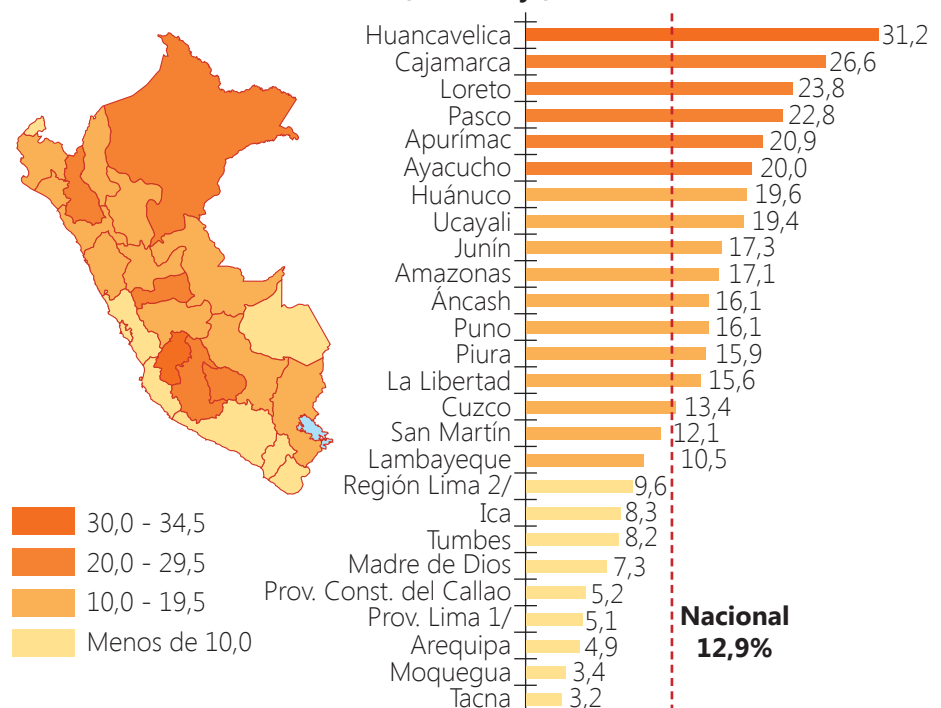 Huancavelica 31,2
Cajamarca 26,6
Loreto 23,8
Pasco 22,8
Apurímac 20,9
Ayacucho 20,0
Huánuco 19,6
Ucayali 19,4
Junín 17,3
Amazonas 17,1
Áncash 16,1
Puno 16,1
Piura 15,9
La Libertad 15,6
Cuzco 13,4
San Martín 12,1
Lambayeque 10,5
Región Lima 2/ 9,6
Ica 8,3
Tumbes 8,2
Madre de Dios 7,3
Prov. Const. del Callao 5,2
Prov. Lima 1/ 5,1
Arequipa 4,9
Moquegua 3,4
Tacna 3,2
Nacional
12,9%
30,0 - 34,5
20,0 - 29,5
10,0 - 19,5
Menos de 10,0